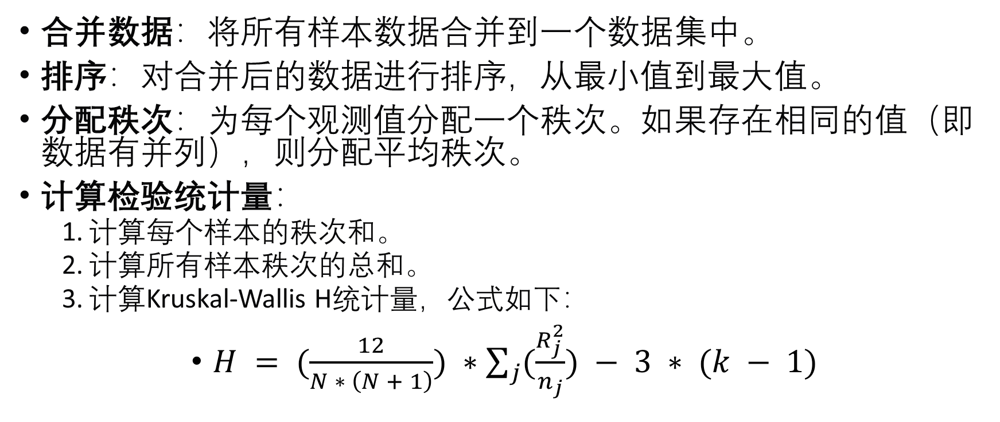 • 合并数据： 将所有样本数据合并到一个数据集中。
• 排序： 对合并后的数据进行排序， 从最小值到最大值。
• 分配秩次： 为每个观测值分配一个秩次。如果存在相同的值（即
数据有并列）， 则分配平均秩次。
• 计算检验统计量：
1. 计算每个样本的秩次和。
2. 计算所有样本秩次的总和。
3. 计算Kruskal-Wallis H统计量， 公式如下：
• H = (12/(N * (N + 1))) * ∑_j(R_j^2/n_j) − 3 * (k − 1)